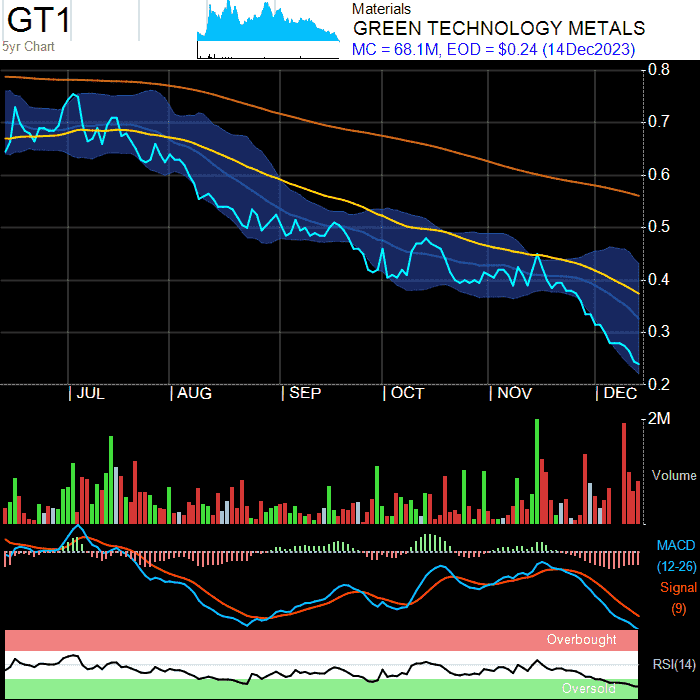 GT1
5yr Chart
Materials
GREEN TECHNOLOGY METALS
MC = 68.1M, EOD = $0.24 (14Dec2023)
0.8
0.7
0.6
0.5
0.4
0.3
0.2
JUL
AUG
SEP
OCT
NOV
DEC
2M
Volume
MACD
(12-26)
Signal
(9)
Overbought
RSI(14)
Oversold